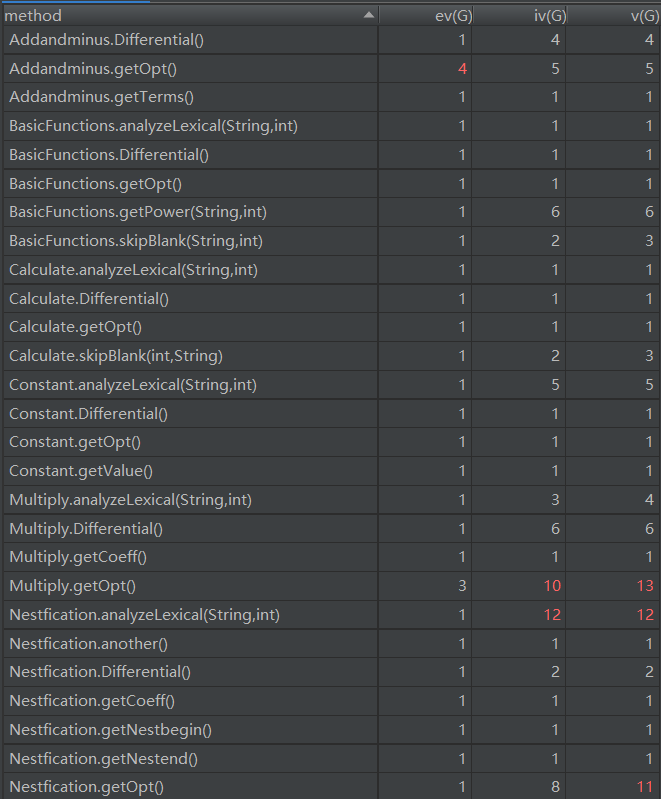 method ev(G) iv(G) v(G)
Addandminus.Differential() 1 4 4
Addandminus.getOpt() 4 5 5
Addandminus.getTerms() 1 1 1
BasicFunctions.analyzeLexical(String,int) 1 1 1
BasicFunctions.Differential() 1 1 1
BasicFunctions.getOpt() 1 1 1
BasicFunctions.getPower(String,int) 1 6 6
BasicFunctions.skipBlank(String,int) 1 2 3
Calculate.analyzeLexical(String,int) 1 1 1
Calculate.Differential() 1 1 1
Calculate.getOpt() 1 1 1
Calculate.skipBlank(int,String) 1 2 3
Constant.analyzeLexical(String,int) 1 5 5
Constant.Differential() 1 1 1
Constant.getOpt() 1 1 1
Constant.getValue() 1 1 1
Multiply.analyzeLexical(String,int) 1 3 4
Multiply.Differential() 1 6 6
Multiply.getCoeff() 1 1 1
Multiply.getOpt() 3 10 13
Nestfication.analyzeLexical(String,int) 1 12 12
Nestfication.another() 1 1 1
Nestfication.Differential() 1 2 2
Nestfication.getCoeff() 1 1 1
Nestfication.getNestbegin() 1 1 1
Nestfication.getNestend() 1 1 1
Nestfication.getOpt() 1 8 11